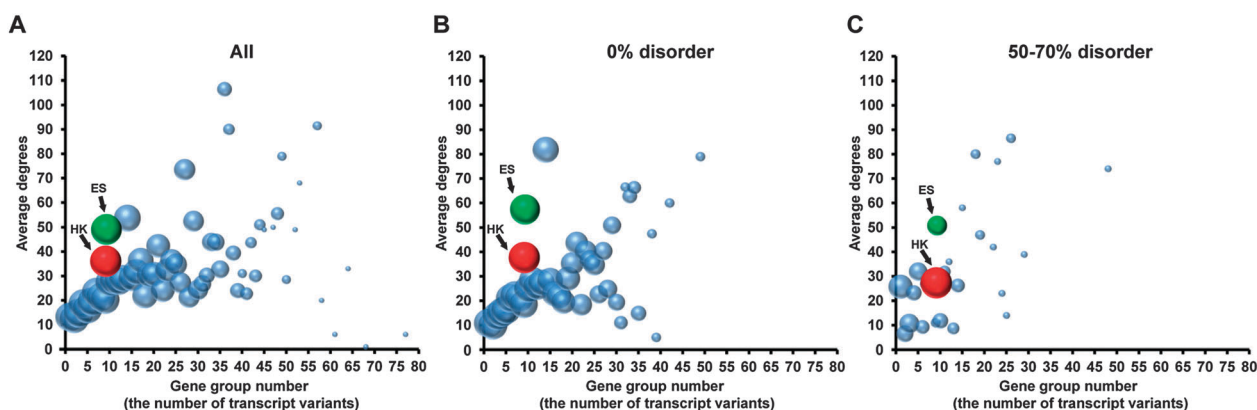 A
All
Average degrees
120
110
100
90
80
70
60
50
40
30
20
10
0
ES
HK
0 5 10 15 20 25 30 35 40 45 50 55 60 65 70 75 80
Gene group number
(the number of transcript variants)
B
0% disorder
Average degrees
120
110
100
90
80
70
60
50
40
30
20
10
0
ES
HK
0 5 10 15 20 25 30 35 40 45 50 55 60 65 70 75 80
Gene group number
(the number of transcript variants)
C
50-70% disorder
Average degrees
120
110
100
90
80
70
60
50
40
30
20
10
0
ES
HK
0 5 10 15 20 25 30 35 40 45 50 55 60 65 70 75 80
Gene group number
(the number of transcript variants)